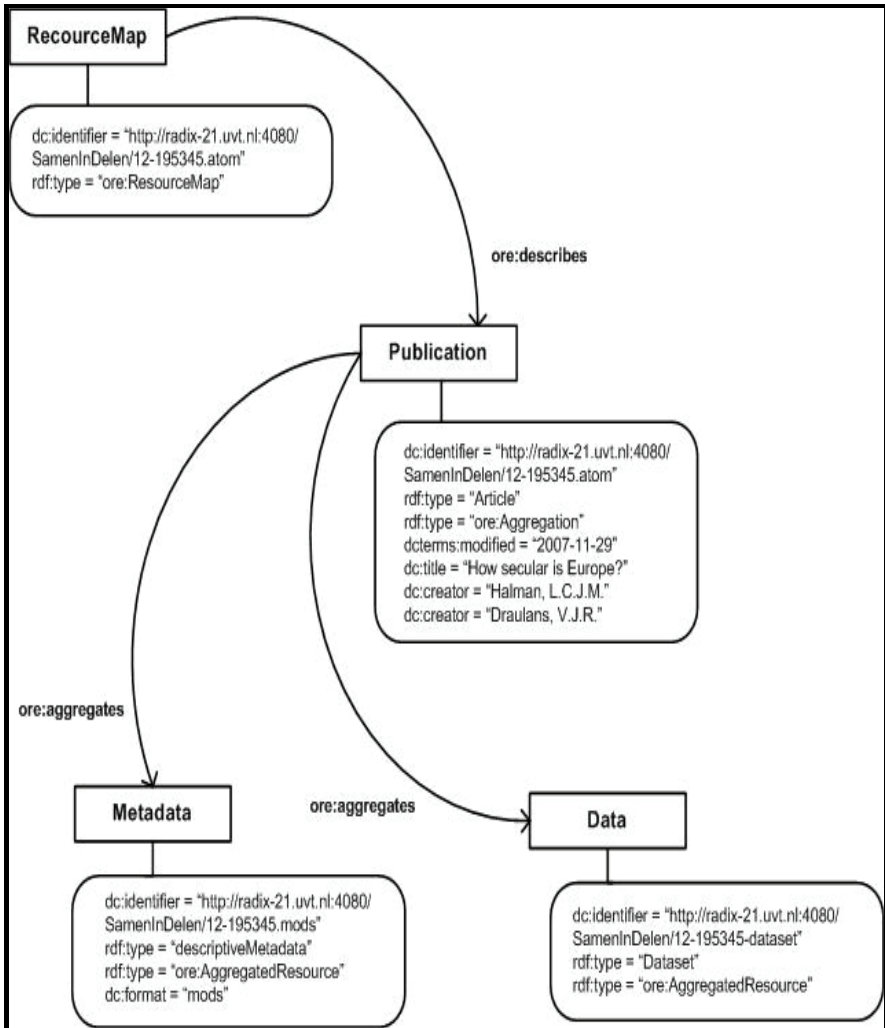 RecourceMap
dc:identifier = “http://radix-21.uvt.nl:4080/
SamenInDelen/12-195345.atom”
rdf:type = “ore:ResourceMap”
ore:describes
Publication
dc:identifier = “http://radix-21.uvt.nl:4080/
SamenInDelen/12-195345.atom”
rdf:type = “Article”
rdf:type = “ore:Aggregation”
dcterms:modified = “2007-11-29”
dc:title = “How secular is Europe?”
dc:creator = “Halman, L.C.J.M.”
dc:creator = “Draulans, V.J.R.”
ore:aggregates
Metadata
dc:identifier = “http://radix-21.uvt.nl:4080/
SamenInDelen/12-195345.mods”
rdf:type = “descriptiveMetadata”
rdf:type = “ore:AggregatedResource”
dc:format = “mods”
ore:aggregates
Data
dc:identifier = “http://radix-21.uvt.nl:4080/
SamenInDelen/12-195345-dataset”
rdf:type = “Dataset”
rdf:type = “ore:AggregatedResource”